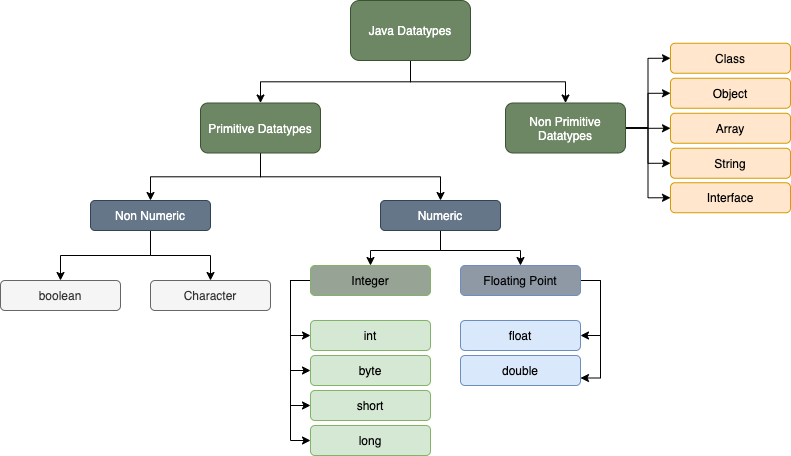 Java Datatypes
Primitive Datatypes
Non Primitive
Datatypes
Class
Object
Array
String
Interface
Non Numeric
Numeric
boolean
Character
Integer
Floating Point
int
byte
short
long
float
double